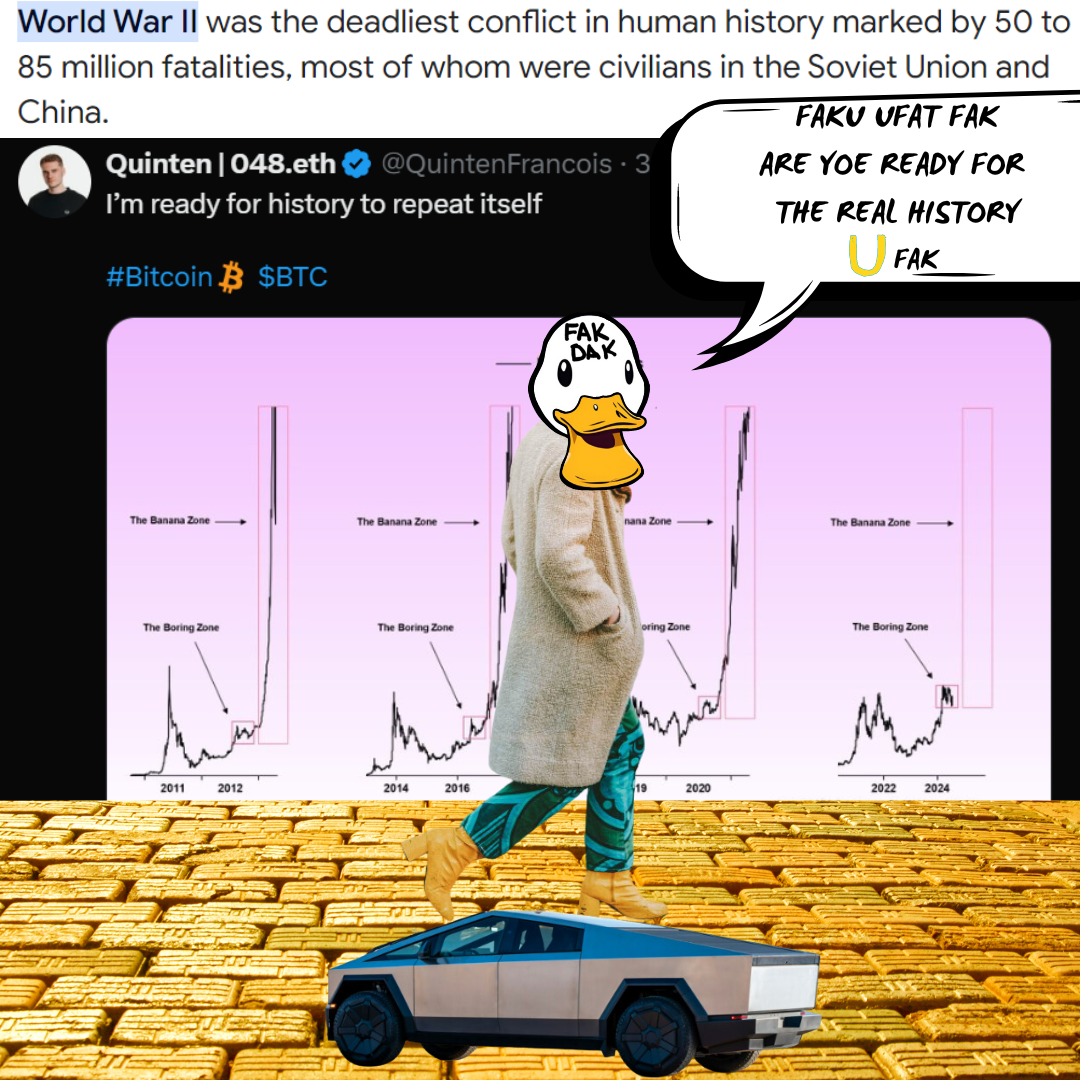 World War II was the deadliest conflict in human history marked by 50 to
85 million fatalities, most of whom were civilians in the Soviet Union and
China.
FAKU UFAT FAK
ARE YOE READY FOR
THE REAL HISTORY
U FAK
Quinten | 048.eth @QuintenFrancois · 3
I'm ready for history to repeat itself
#Bitcoin $BTC
FAK
DAK
The Banana Zone
The Banana Zone
nana Zone
The Banana Zone
The Boring Zone
The Boring Zone
oring Zone
The Boring Zone
2011 2012
2014 2016
19 2020
2022 2024